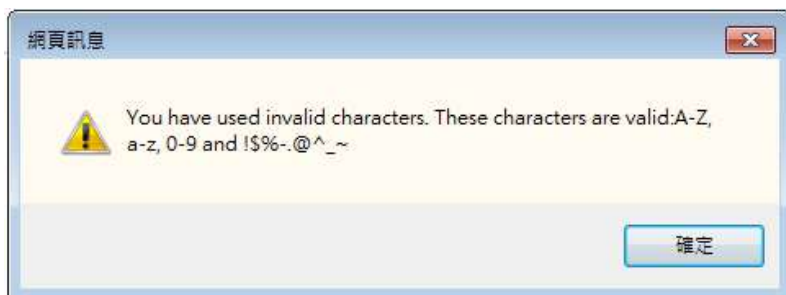 網頁訊息
You have used invalid characters. These characters are valid:A-Z,
a-z, 0-9 and !$%-.@^_~
確定